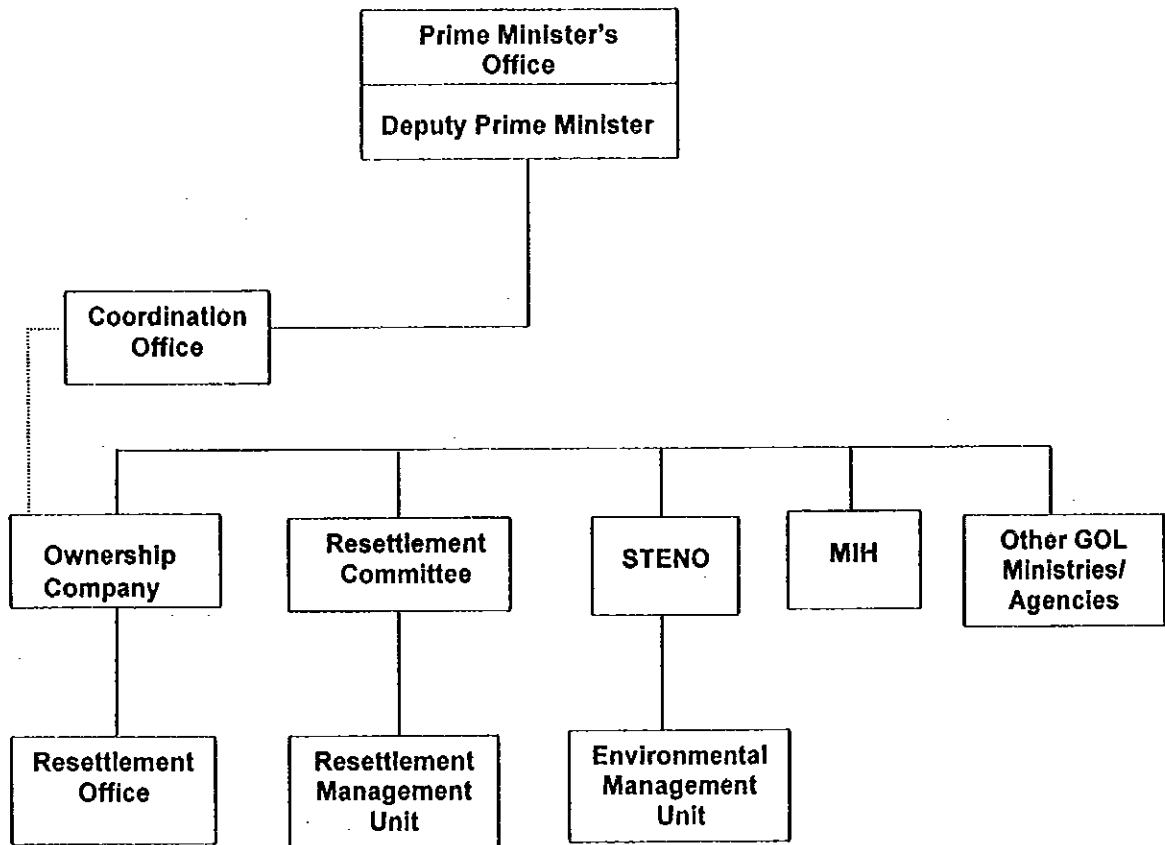 Prime Minister's
Office
Deputy Prime Minister
Coordination
Office
Ownership
Company
Resettlement
Committee
STENO
MIH
Other GOL
Ministries/
Agencies
Resettlement
Office
Resettlement
Management
Unit
Environmental
Management
Unit